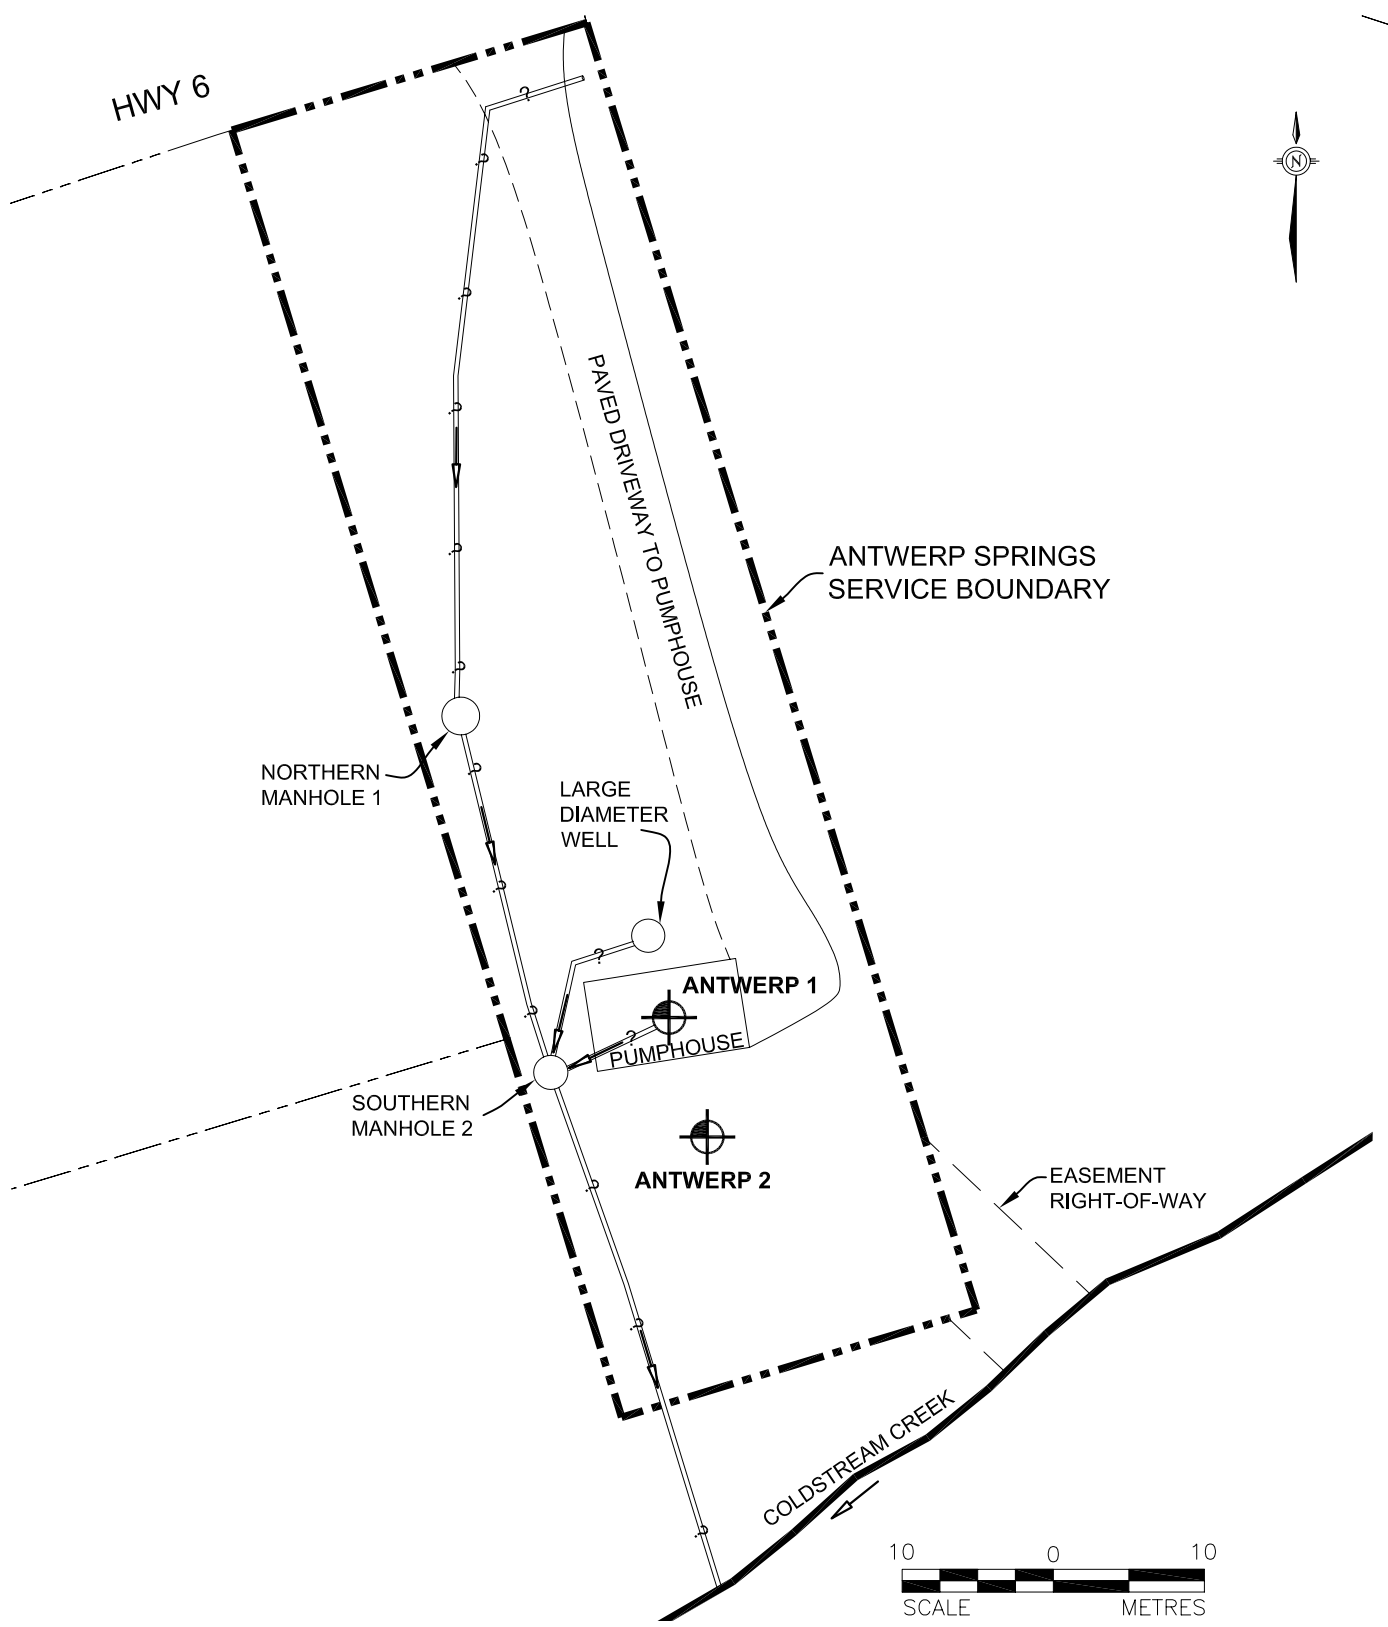 HWY 6
?
?
N
?
PAVED DRIVEWAY TO PUMPHOUSE
?
?
ANTWERP SPRINGS
SERVICE BOUNDARY
?
NORTHERN
MANHOLE 1
?
LARGE
DIAMETER
WELL
?
?
ANTWERP 1
?
?
PUMPHOUSE
SOUTHERN
MANHOLE 2
ANTWERP 2
?
EASEMENT
RIGHT-OF-WAY
?
COLDSTREAM CREEK
?
10 0 10
SCALE METRES